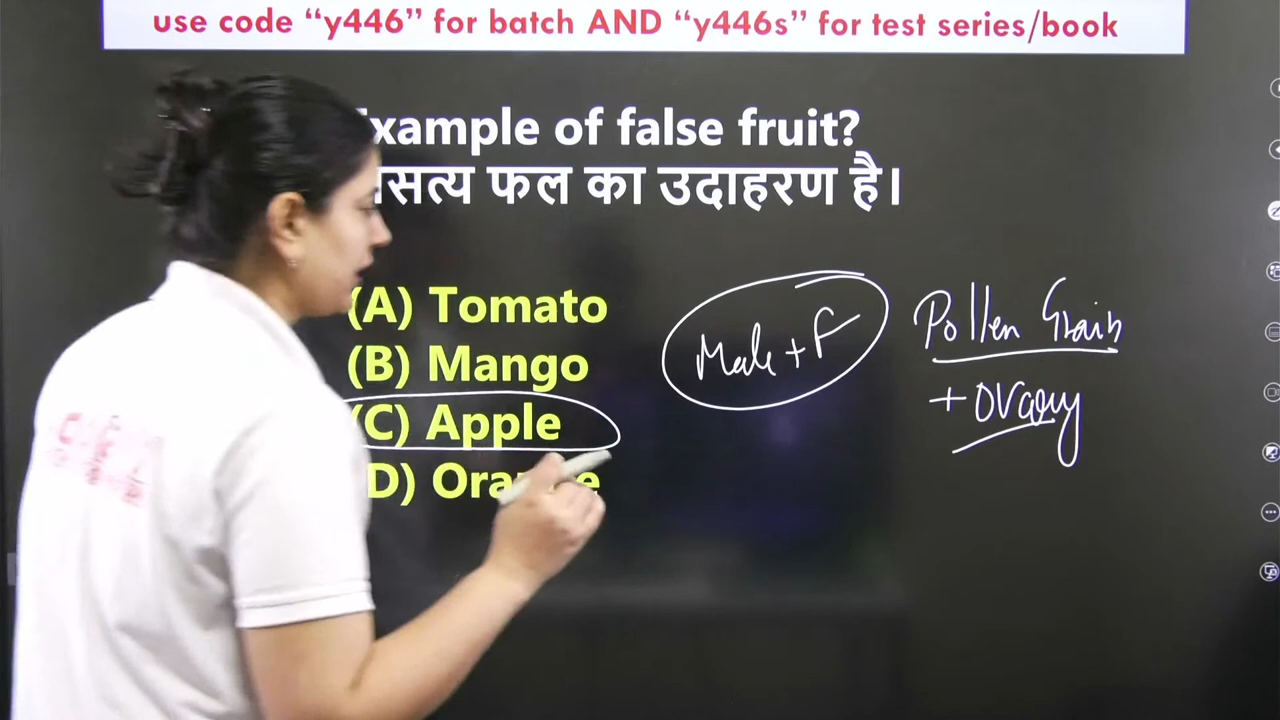 use code “y446” for batch AND “y446s” for test series/book
xample of false fruit?
सत्य फल का उदाहरण है।
(A) Tomato
(B) Mango
(C) Apple
D) Orange
Male + F
Pollen Grain
+ ovary